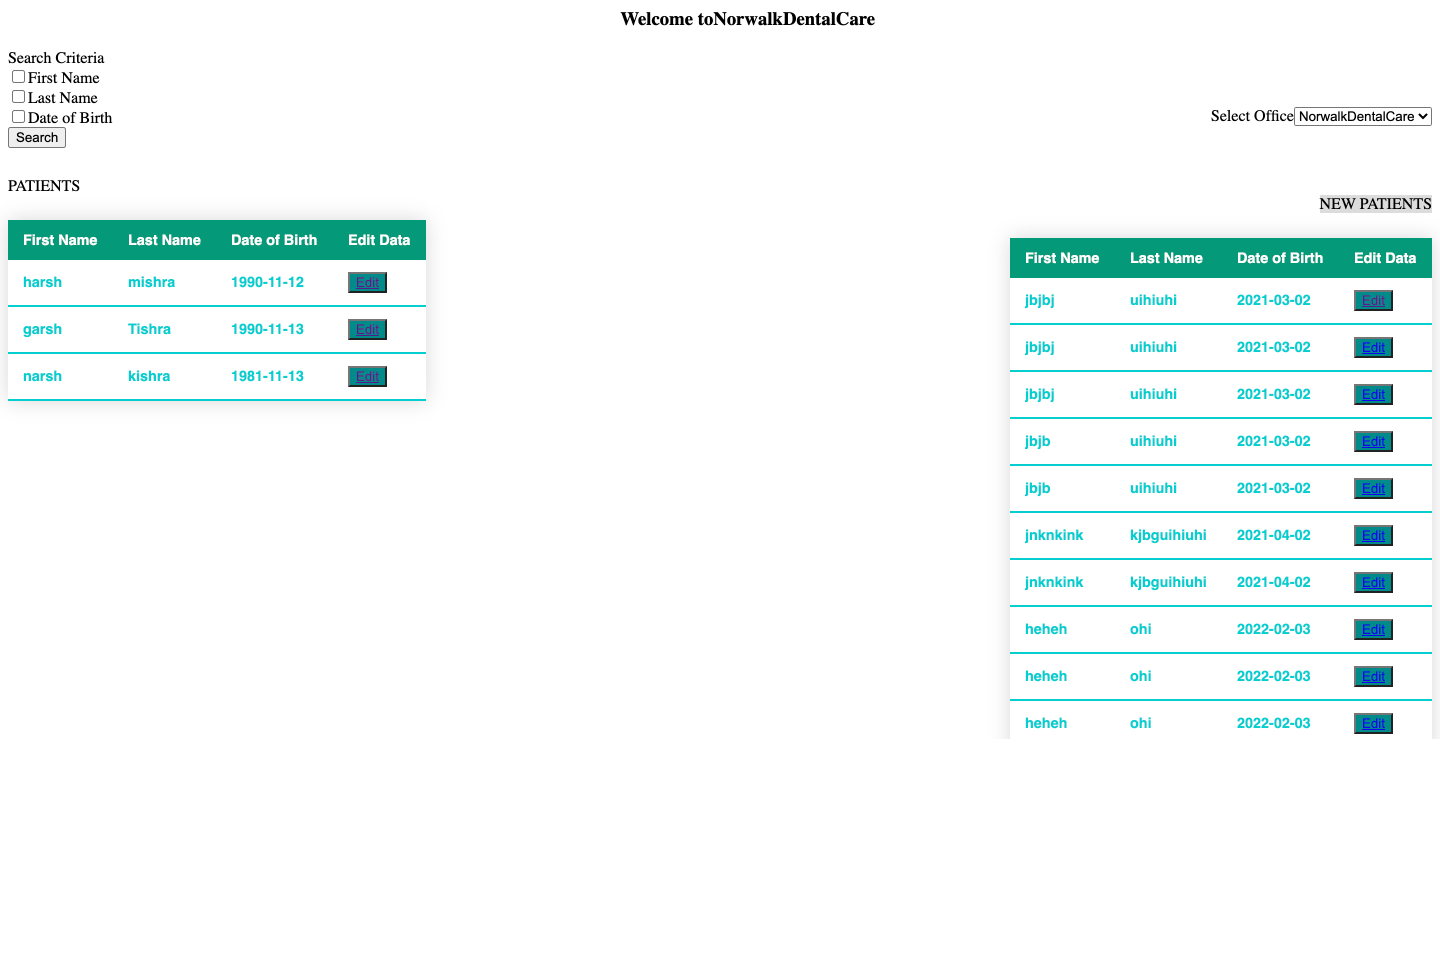 Welcome toNorwalkDentalCare
Search Criteria
First Name
Last Name
Date of Birth
Search
Select Office NorwalkDentalCare
PATIENTS
First Name Last Name Date of Birth Edit Data
harsh mishra 1990-11-12 Edit
garsh Tishra 1990-11-13 Edit
narsh kishra 1981-11-13 Edit
NEW PATIENTS
First Name Last Name Date of Birth Edit Data
jbjbj uihiuhi 2021-03-02 Edit
jbjbj uihiuhi 2021-03-02 Edit
jbjbj uihiuhi 2021-03-02 Edit
jbjb uihiuhi 2021-03-02 Edit
jbjb uihiuhi 2021-03-02 Edit
jnknkink kjbguihiuhi 2021-04-02 Edit
jnknkink kjbguihiuhi 2021-04-02 Edit
heheh ohi 2022-02-03 Edit
heheh ohi 2022-02-03 Edit
heheh ohi 2022-02-03 Edit